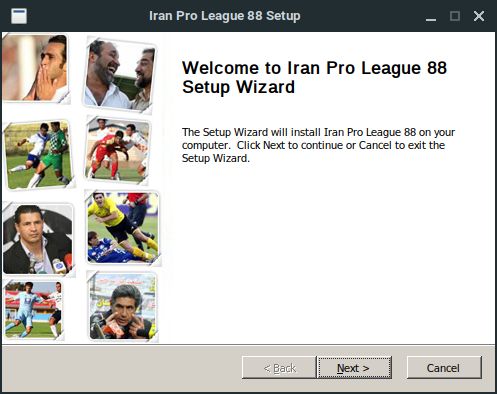 Iran Pro League 88 Setup
Welcome to Iran Pro League 88
Setup Wizard
The Setup Wizard will install Iran Pro League 88 on your
computer.  Click Next to continue or Cancel to exit the
Setup Wizard.
< Back
Next >
Cancel